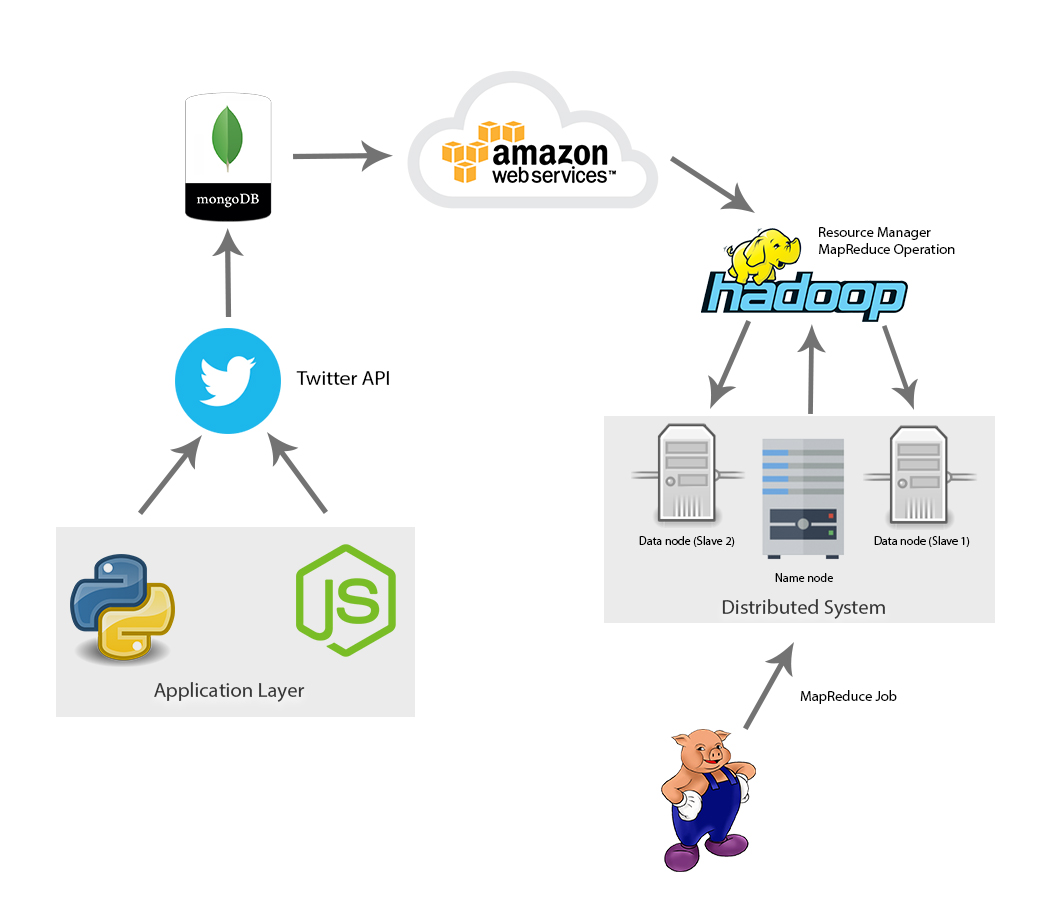 mongoDB
amazon
web services™
Resource Manager
MapReduce Operation
hadoop
Twitter API
Data node (Slave 2)
Data node (Slave 1)
Name node
Distributed System
JS
Application Layer
MapReduce Job